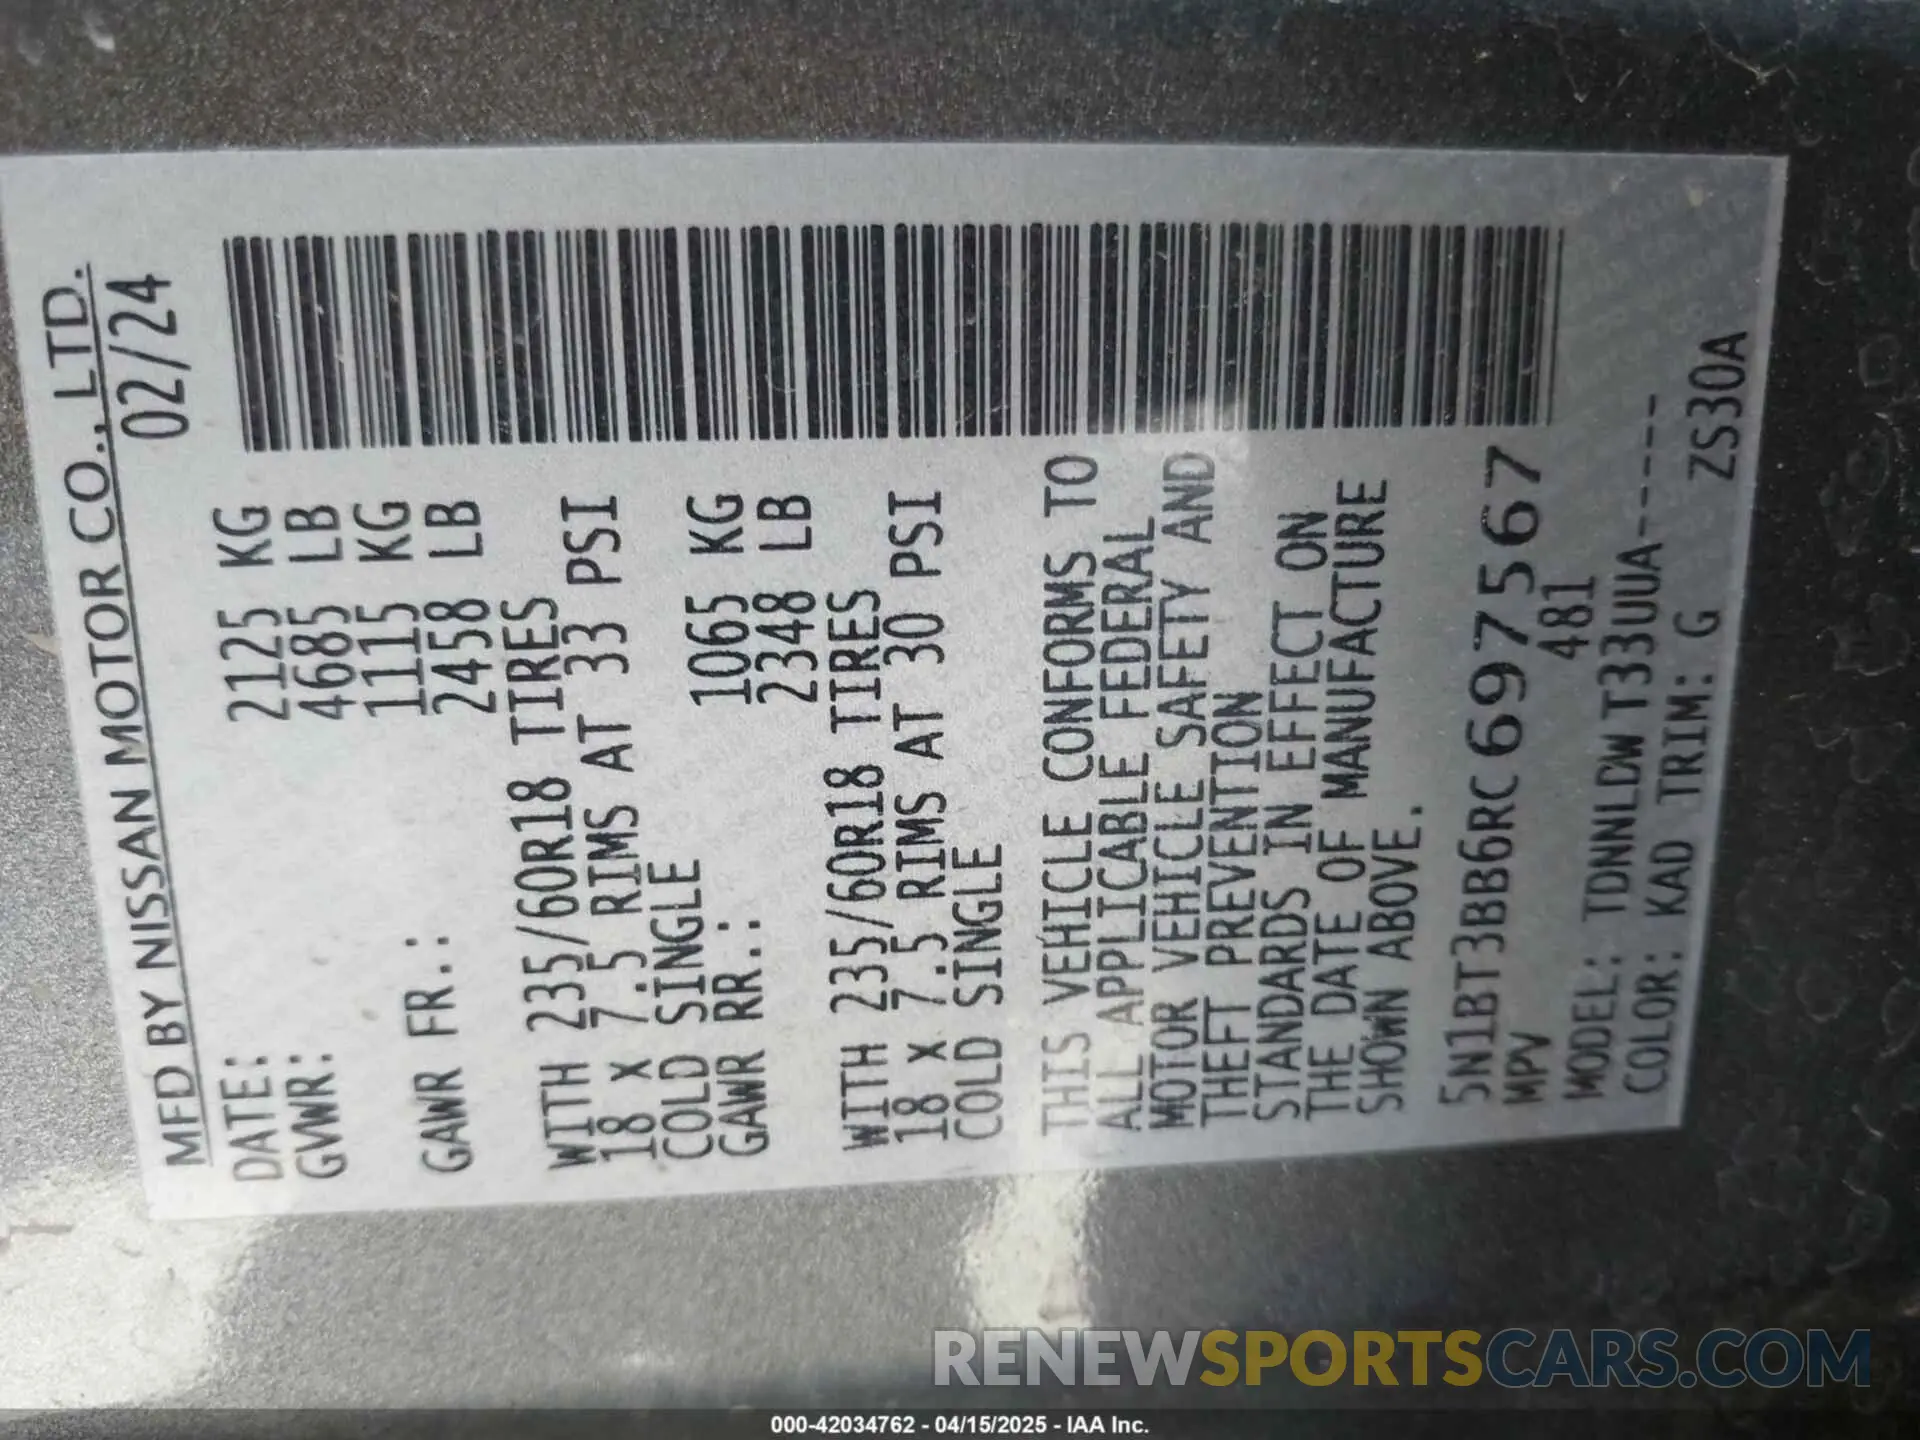 MFD BY NISSAN MOTOR CO., LTD.
DATE: 02/24
GVWR: 2125 KG
4685 LB
GAWR FR.: 1115 KG
2458 LB
WITH 235/60R18 TIRES
18 X 7.5 RIMS AT 33 PSI
COLD SINGLE
GAWR RR.: 1065 KG
2348 LB
WITH 235/60R18 TIRES
18 X 7.5 RIMS AT 30 PSI
COLD SINGLE
THIS VEHICLE CONFORMS TO
ALL APPLICABLE FEDERAL
MOTOR VEHICLE SAFETY AND
THEFT PREVENTION
STANDARDS IN EFFECT ON
THE DATE OF MANUFACTURE
SHOWN ABOVE.
5N1BT3BB6RC697567
MPV 481
MODEL: TDNNLDW T33UUA-----
COLOR: KAD TRIM: G ZS30A
RENEWSPORTSCARS.COM
000-42034762 - 04/15/2025 - IAA Inc.